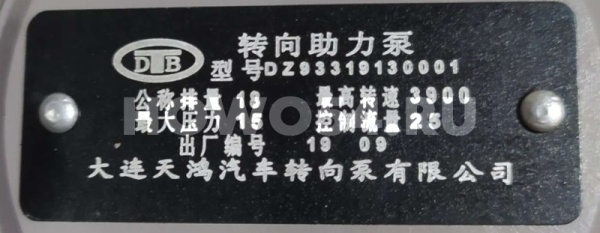 DTB
转向助力泵
型号DZ93319130001
公称排量 18 最高转速 3900
最大压力 15 控制流量 25
出厂编号 19 09
大连天鸿汽车转向泵有限公司